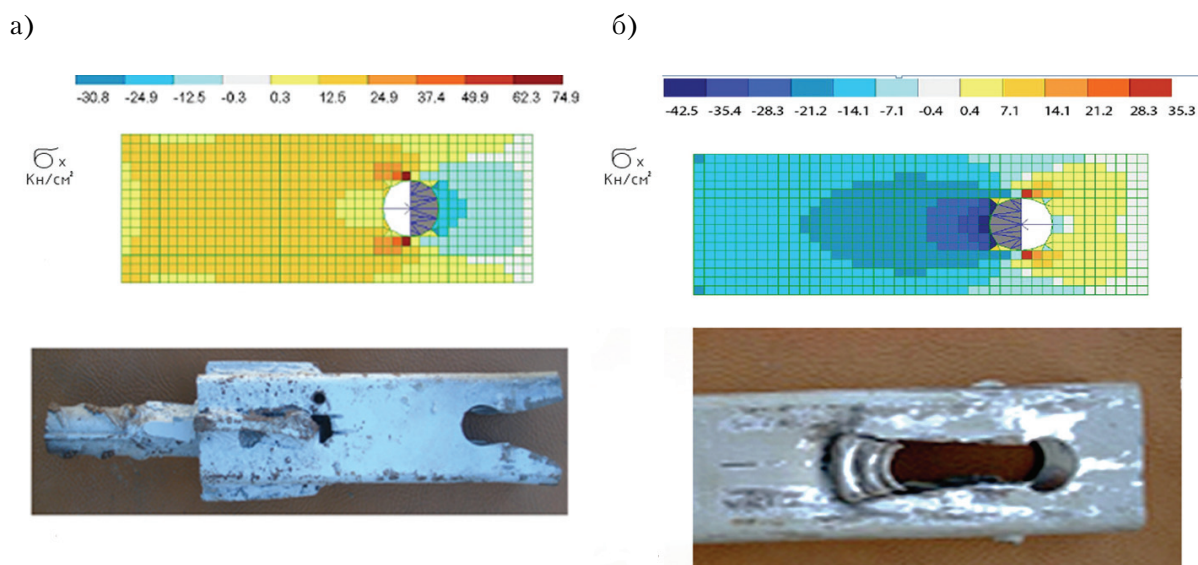 а)
б)
-30.8 -24.9 -12.5 -0.3 0.3 12.5 24.9 37.4 49.9 62.3 74.9
-42.5 -35.4 -28.3 -21.2 -14.1 -7.1 -0.4 0.4 7.1 14.1 21.2 28.3 35.3
б x
Кн/см²
б x
Кн/см²